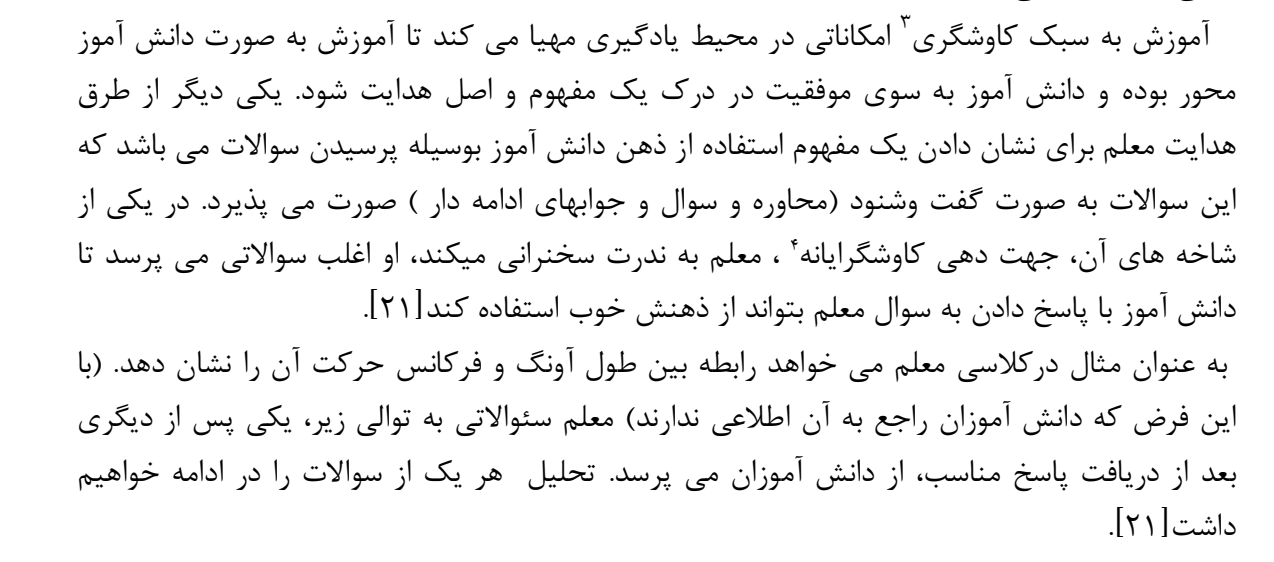 آموزش به سبک کاوشگری۳ امکاناتی در محیط یادگیری مهیا می کند تا آموزش به صورت دانش آموز
محور بوده و دانش آموز به سوی موفقیت در درک یک مفهوم و اصل هدایت شود. یکی دیگر از طرق
هدایت معلم برای نشان دادن یک مفهوم استفاده از ذهن دانش آموز بوسیله پرسیدن سوالات می باشد که
این سوالات به صورت گفت وشنود (محاوره و سوال و جوابهای ادامه دار ) صورت می پذیرد. در یکی از
شاخه های آن، جهت دهی کاوشگرایانه۴ ، معلم به ندرت سخنرانی میکند، او اغلب سوالاتی می پرسد تا
دانش آموز با پاسخ دادن به سوال معلم بتواند از ذهنش خوب استفاده کند[۲۱].
به عنوان مثال درکلاسی معلم می خواهد رابطه بین طول آونگ و فرکانس حرکت آن را نشان دهد. (با
این فرض که دانش آموزان راجع به آن اطلاعی ندارند) معلم سئوالاتی به توالی زیر، یکی پس از دیگری
بعد از دریافت پاسخ مناسب، از دانش آموزان می پرسد. تحلیل هر یک از سوالات را در ادامه خواهیم
داشت[۲۱].